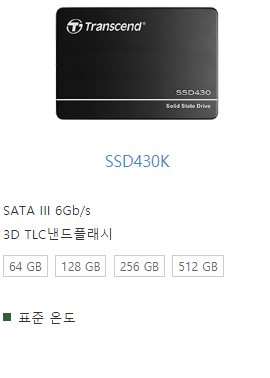 Transcend
SSD430
Solid State Drive
SSD430K
SATA III 6Gb/s
3D TLC낸드플래시
64 GB 128 GB 256 GB 512 GB
표준 온도